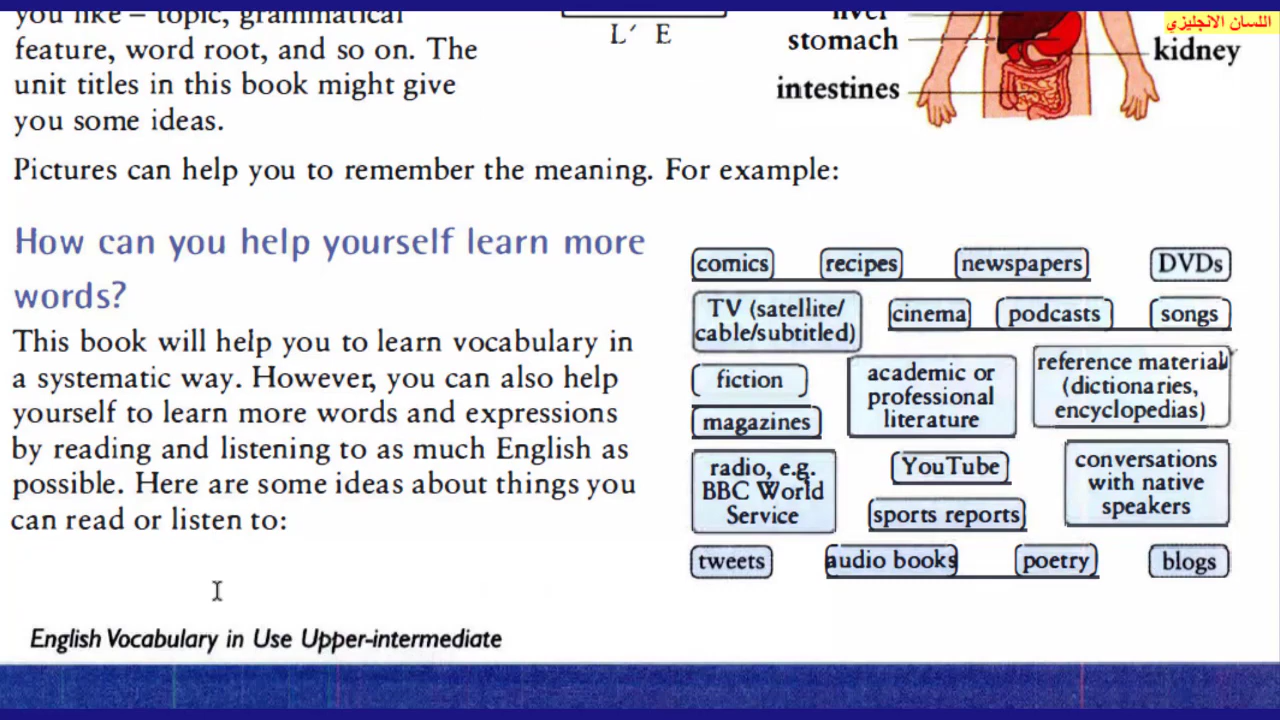 you like – topic, grammatical
feature, word root, and so on. The
unit titles in this book might give
you some ideas.
L′ E
liver
stomach
intestines
kidney
اللسان الانجليزي
Pictures can help you to remember the meaning. For example:
How can you help yourself learn more
words?
This book will help you to learn vocabulary in
a systematic way. However, you can also help
yourself to learn more words and expressions
by reading and listening to as much English as
possible. Here are some ideas about things you
can read or listen to:
comics
recipes
newspapers
DVDs
TV (satellite/
cable/subtitled)
cinema
podcasts
songs
fiction
magazines
academic or
professional
literature
reference material
(dictionaries,
encyclopedias)
radio, e.g.
BBC World
Service
YouTube
sports reports
conversations
with native
speakers
tweets
audio books
poetry
blogs
English Vocabulary in Use Upper-intermediate